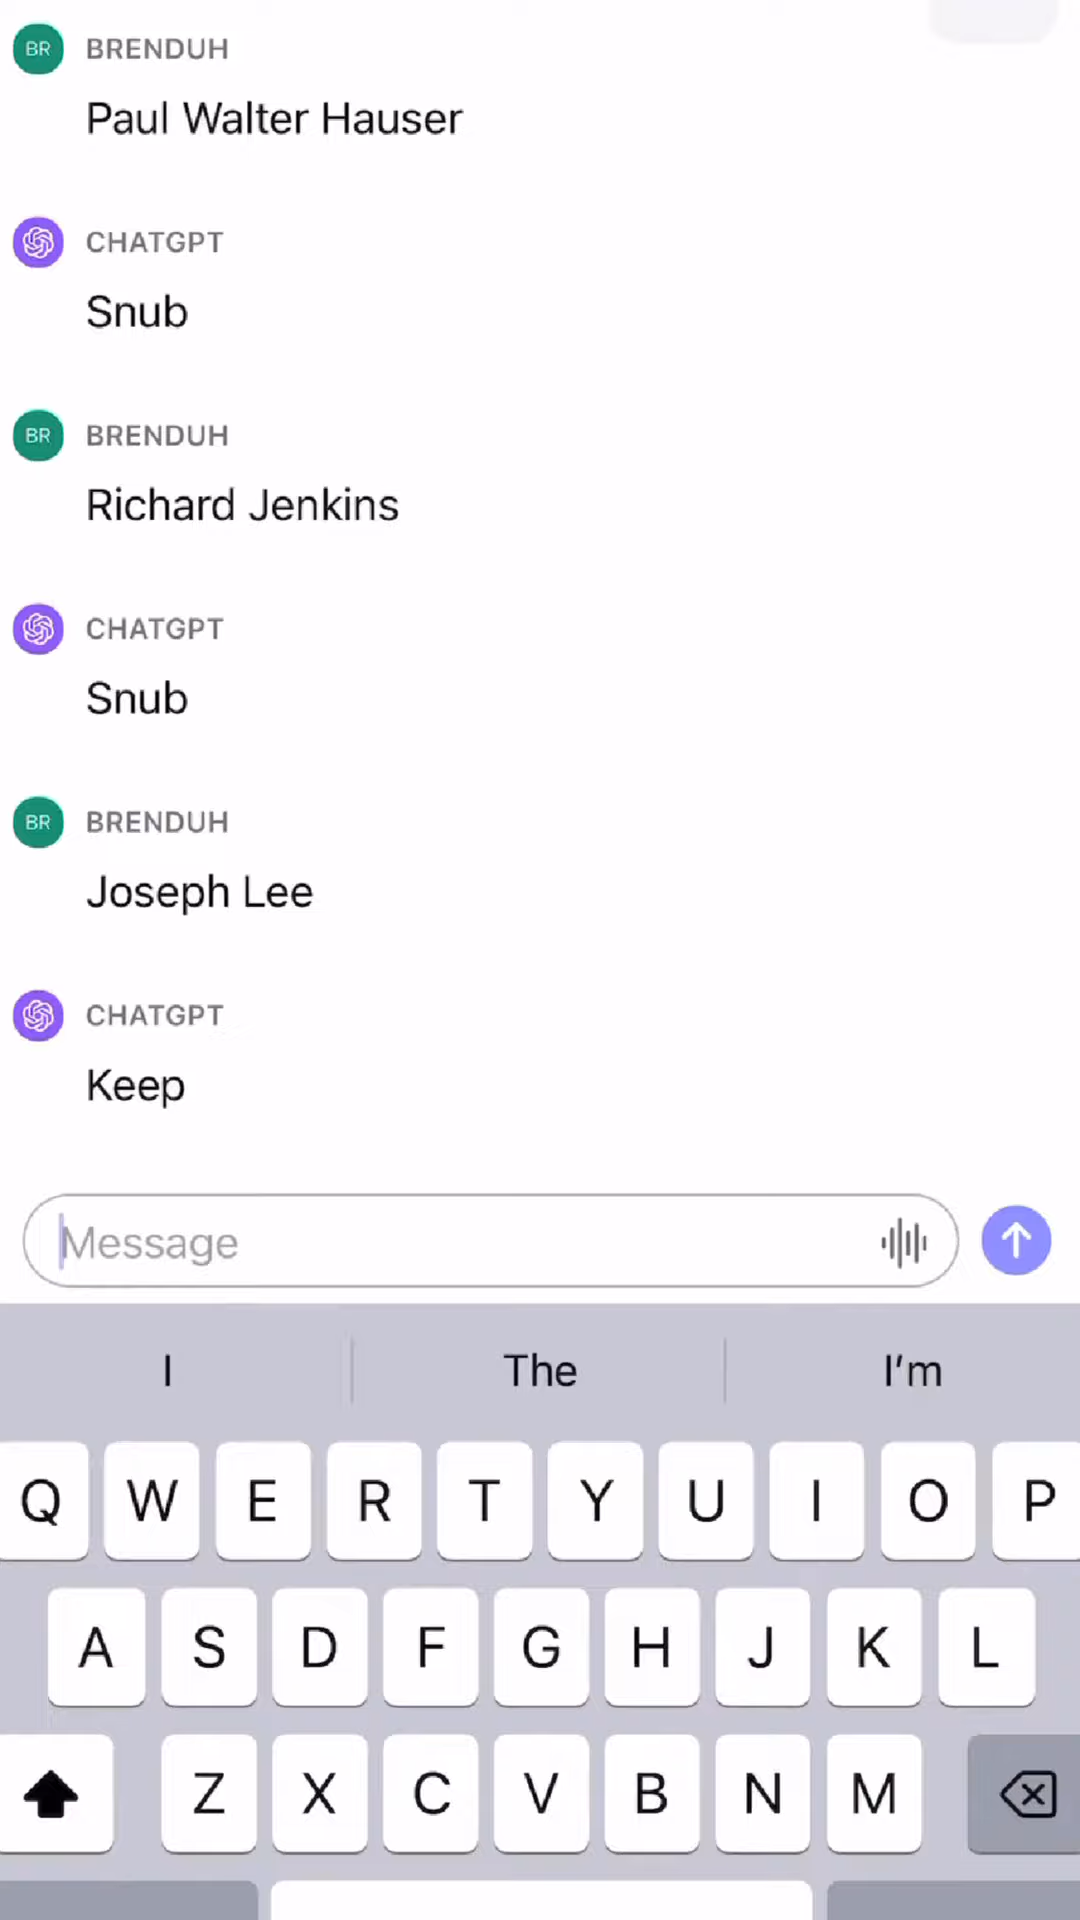 BR BRENDUH
Paul Walter Hauser
CHATGPT
Snub
BR BRENDUH
Richard Jenkins
CHATGPT
Snub
BR BRENDUH
Joseph Lee
CHATGPT
Keep
Message
I The I'm
Q W E R T Y U I O P
A S D F G H J K L
Z X C V B N M